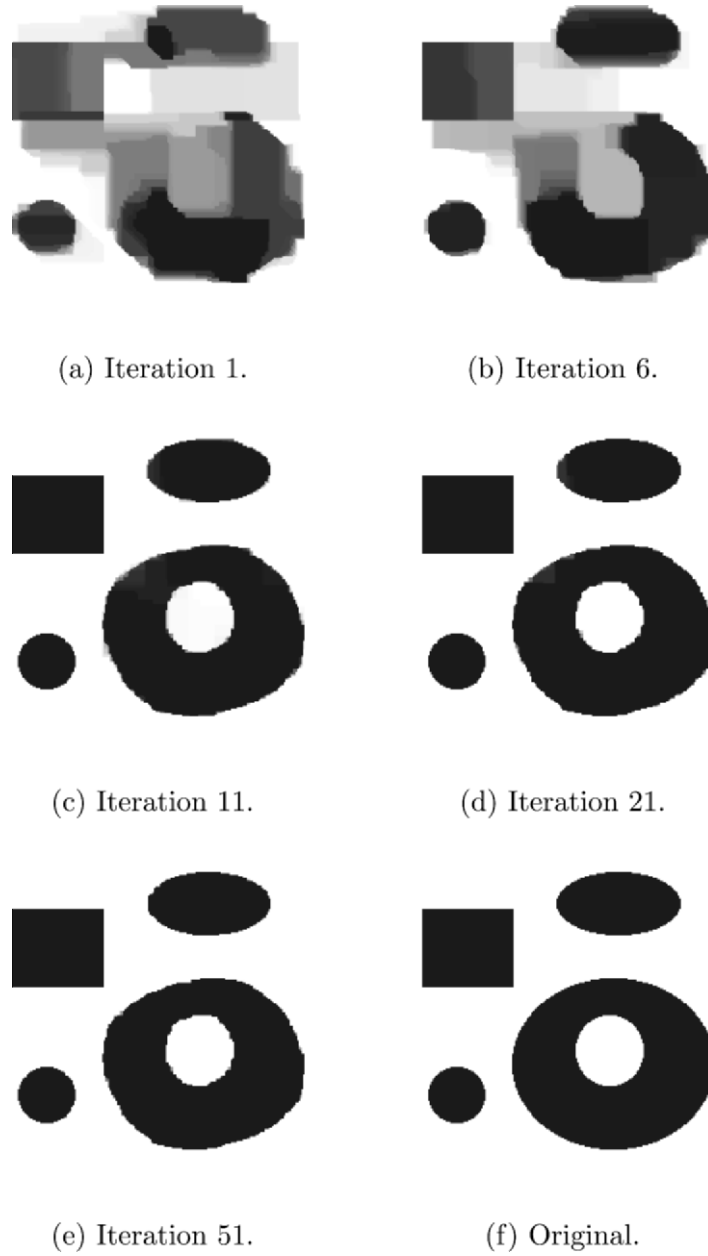 (a) Iteration 1.
(b) Iteration 6.
(c) Iteration 11.
(d) Iteration 21.
(e) Iteration 51.
(f) Original.